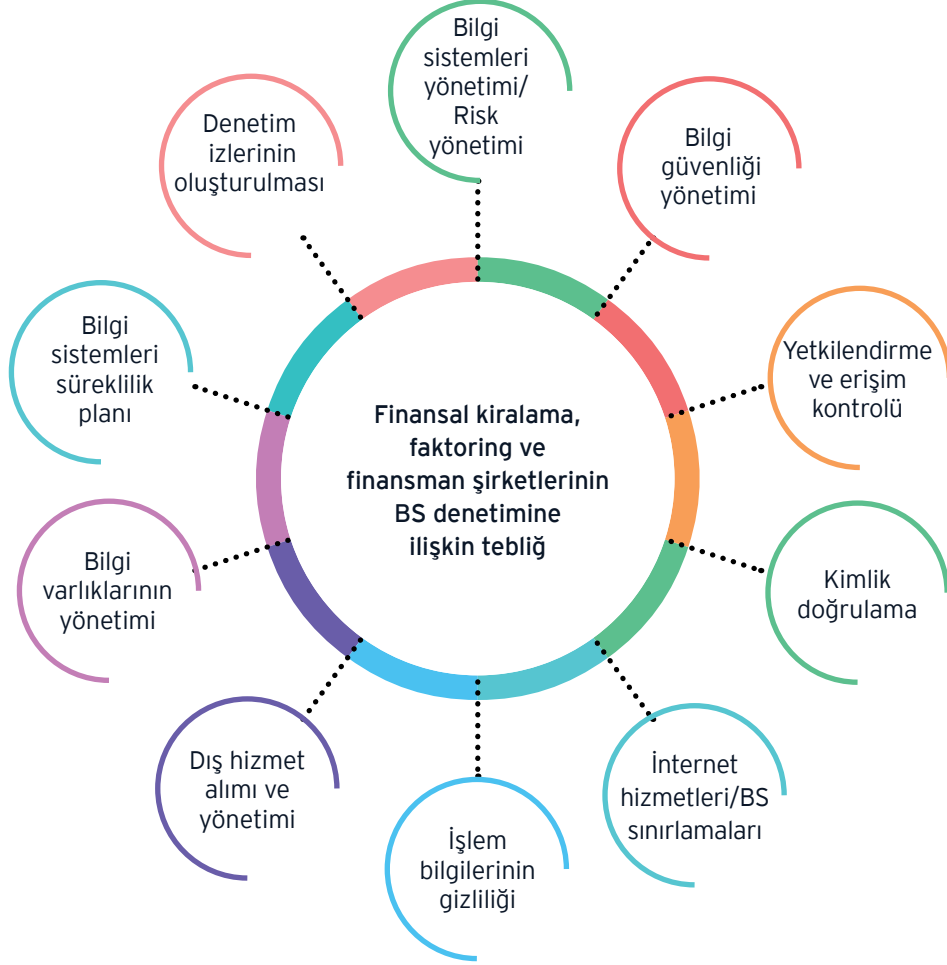 Bilgi
sistemleri
yönetimi/
Risk
yönetimi
Bilgi
güvenliği
yönetimi
Yetkilendirme
ve erişim
kontrolü
Kimlik
doğrulama
İnternet
hizmetleri/BS
sınırlamaları
İşlem
bilgilerinin
gizliliği
Dış hizmet
alımı ve
yönetimi
Bilgi
varlıklarının
yönetimi
Bilgi
sistemleri
süreklilik
planı
Denetim
izlerinin
oluşturulması
Finansal kiralama,
faktoring ve
finansman şirketlerinin
BS denetimine
ilişkin tebliğ